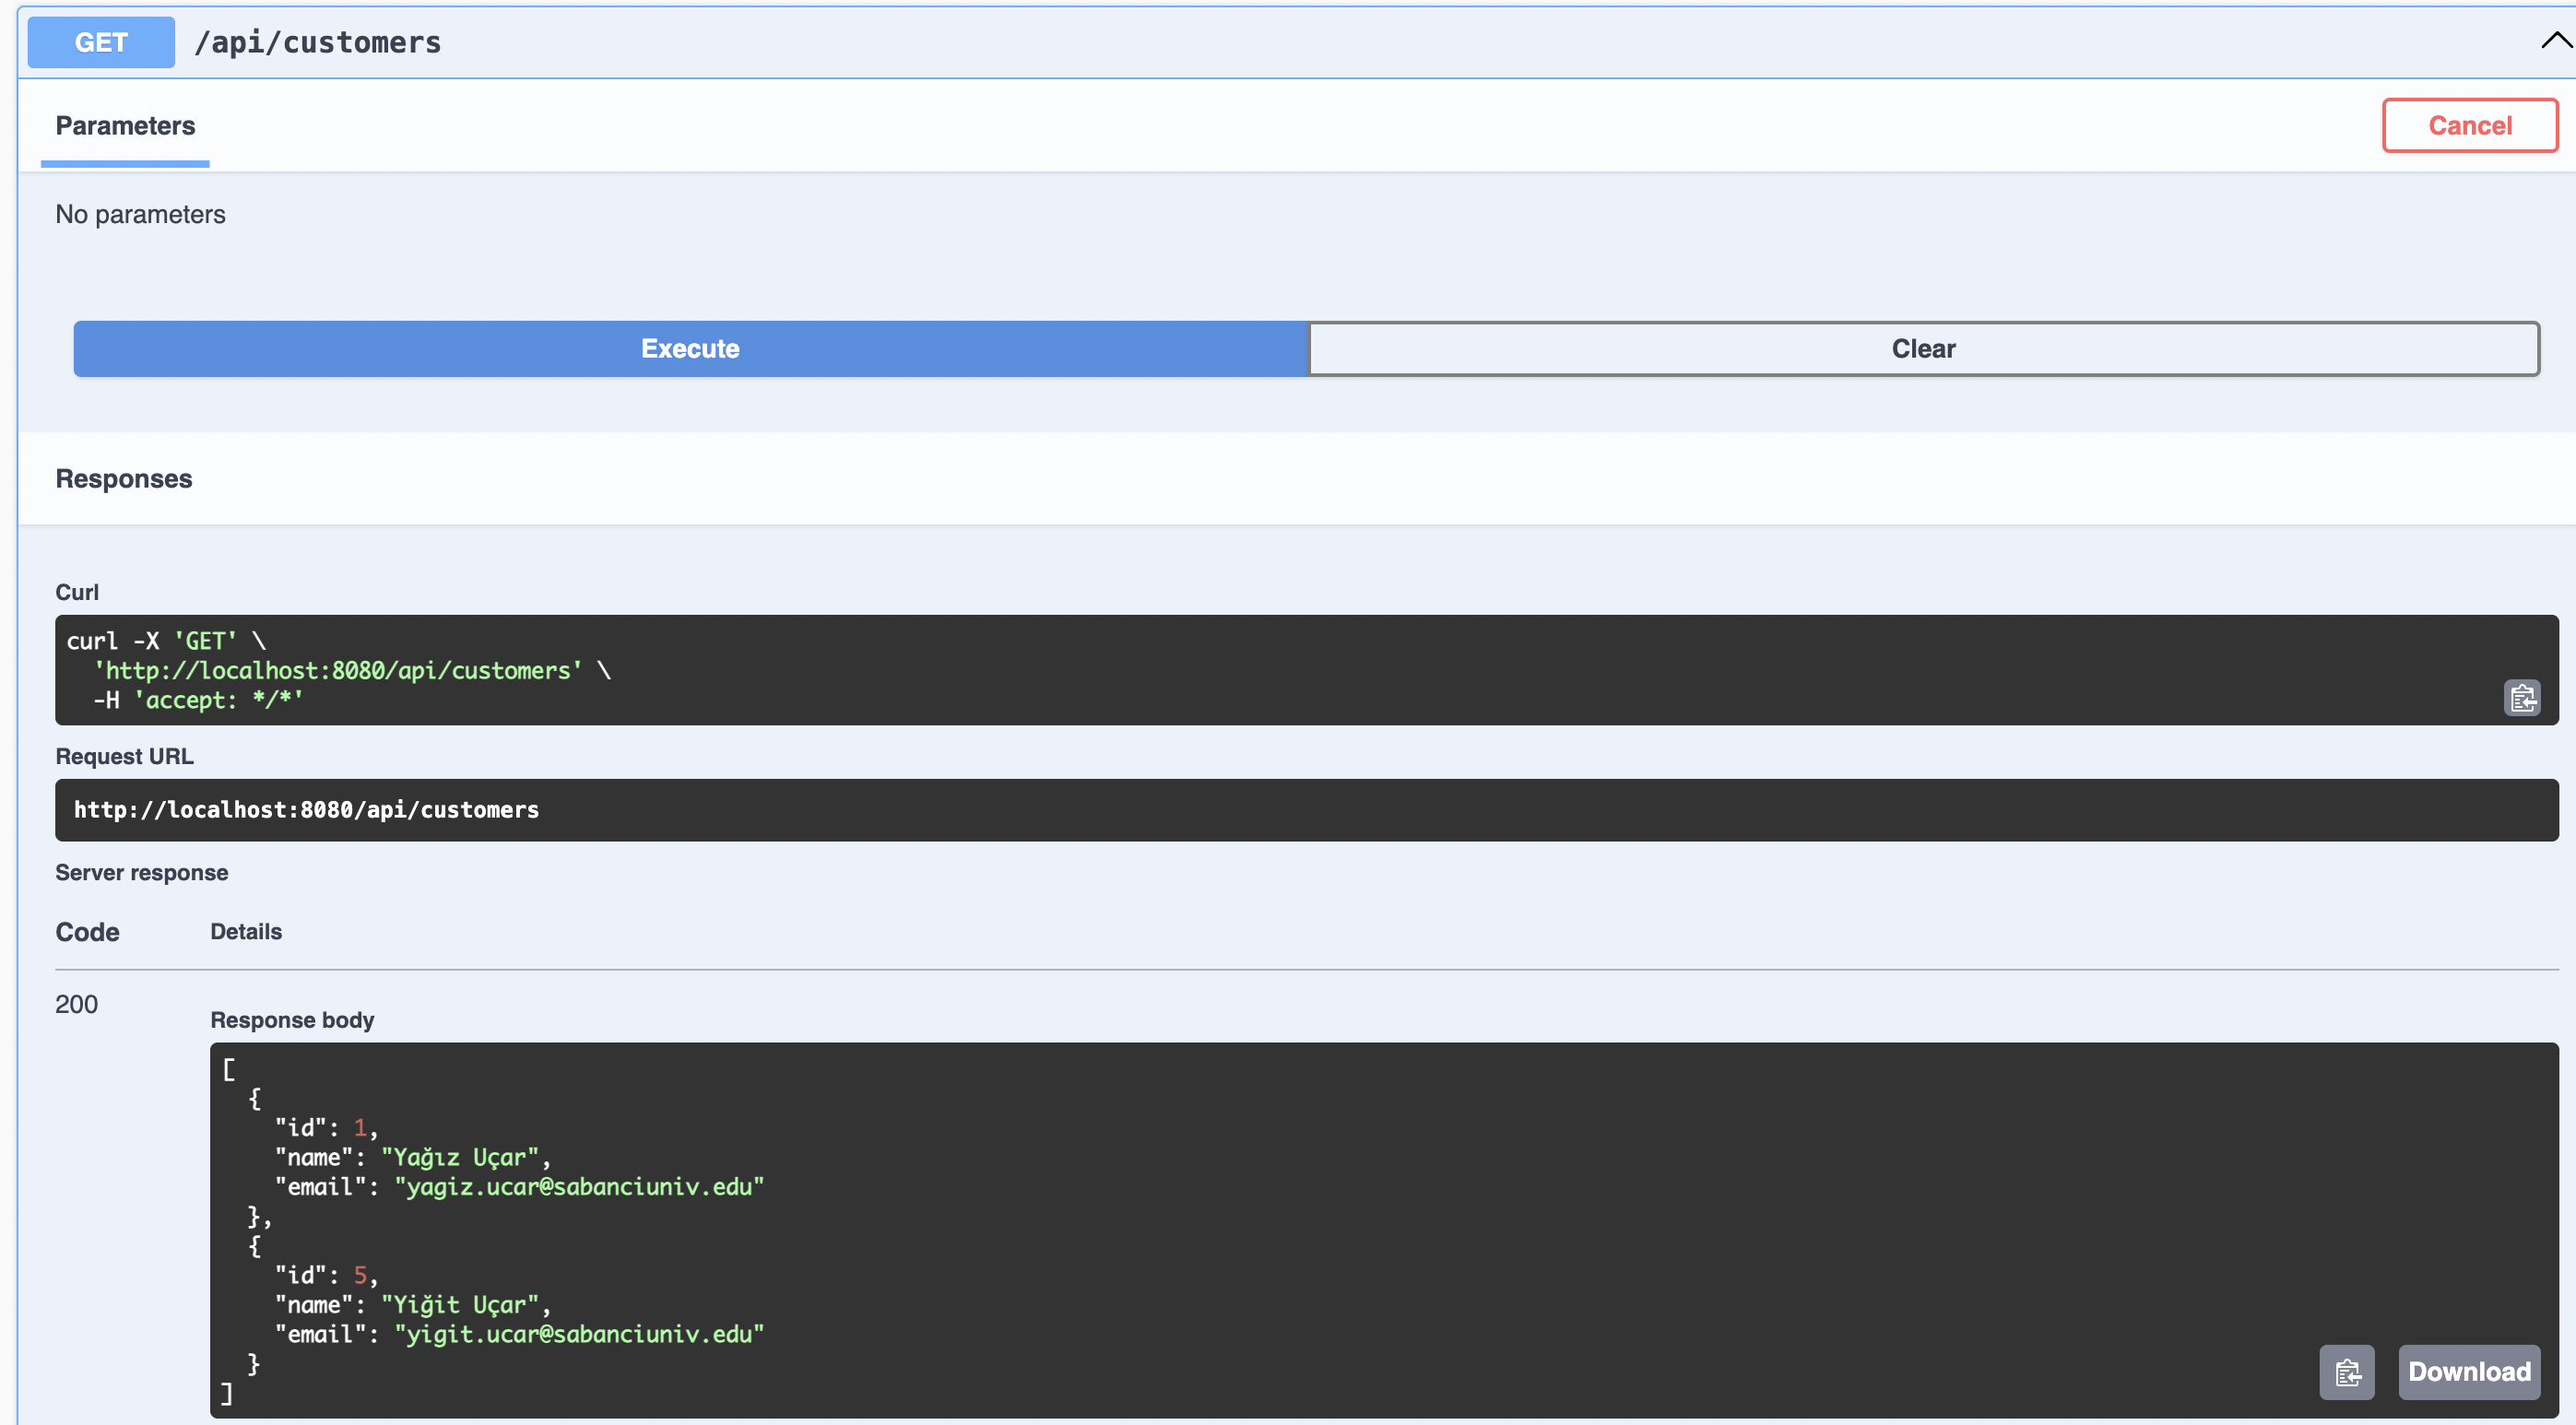 GET /api/customers
Parameters
Cancel
No parameters
Execute
Clear
Responses
Curl
curl -X 'GET' \
  'http://localhost:8080/api/customers' \
  -H 'accept: */*'
Request URL
http://localhost:8080/api/customers
Server response
Code Details
200
Response body
[
  {
    "id": 1,
    "name": "Yağız Uçar",
    "email": "yagiz.ucar@sabanciuniv.edu"
  },
  {
    "id": 5,
    "name": "Yiğit Uçar",
    "email": "yigit.ucar@sabanciuniv.edu"
  }
]
Download